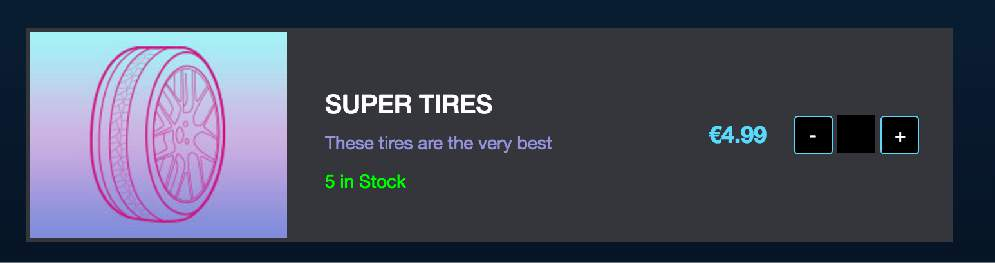 SUPER TIRES
These tires are the very best
5 in Stock
€4.99
- +